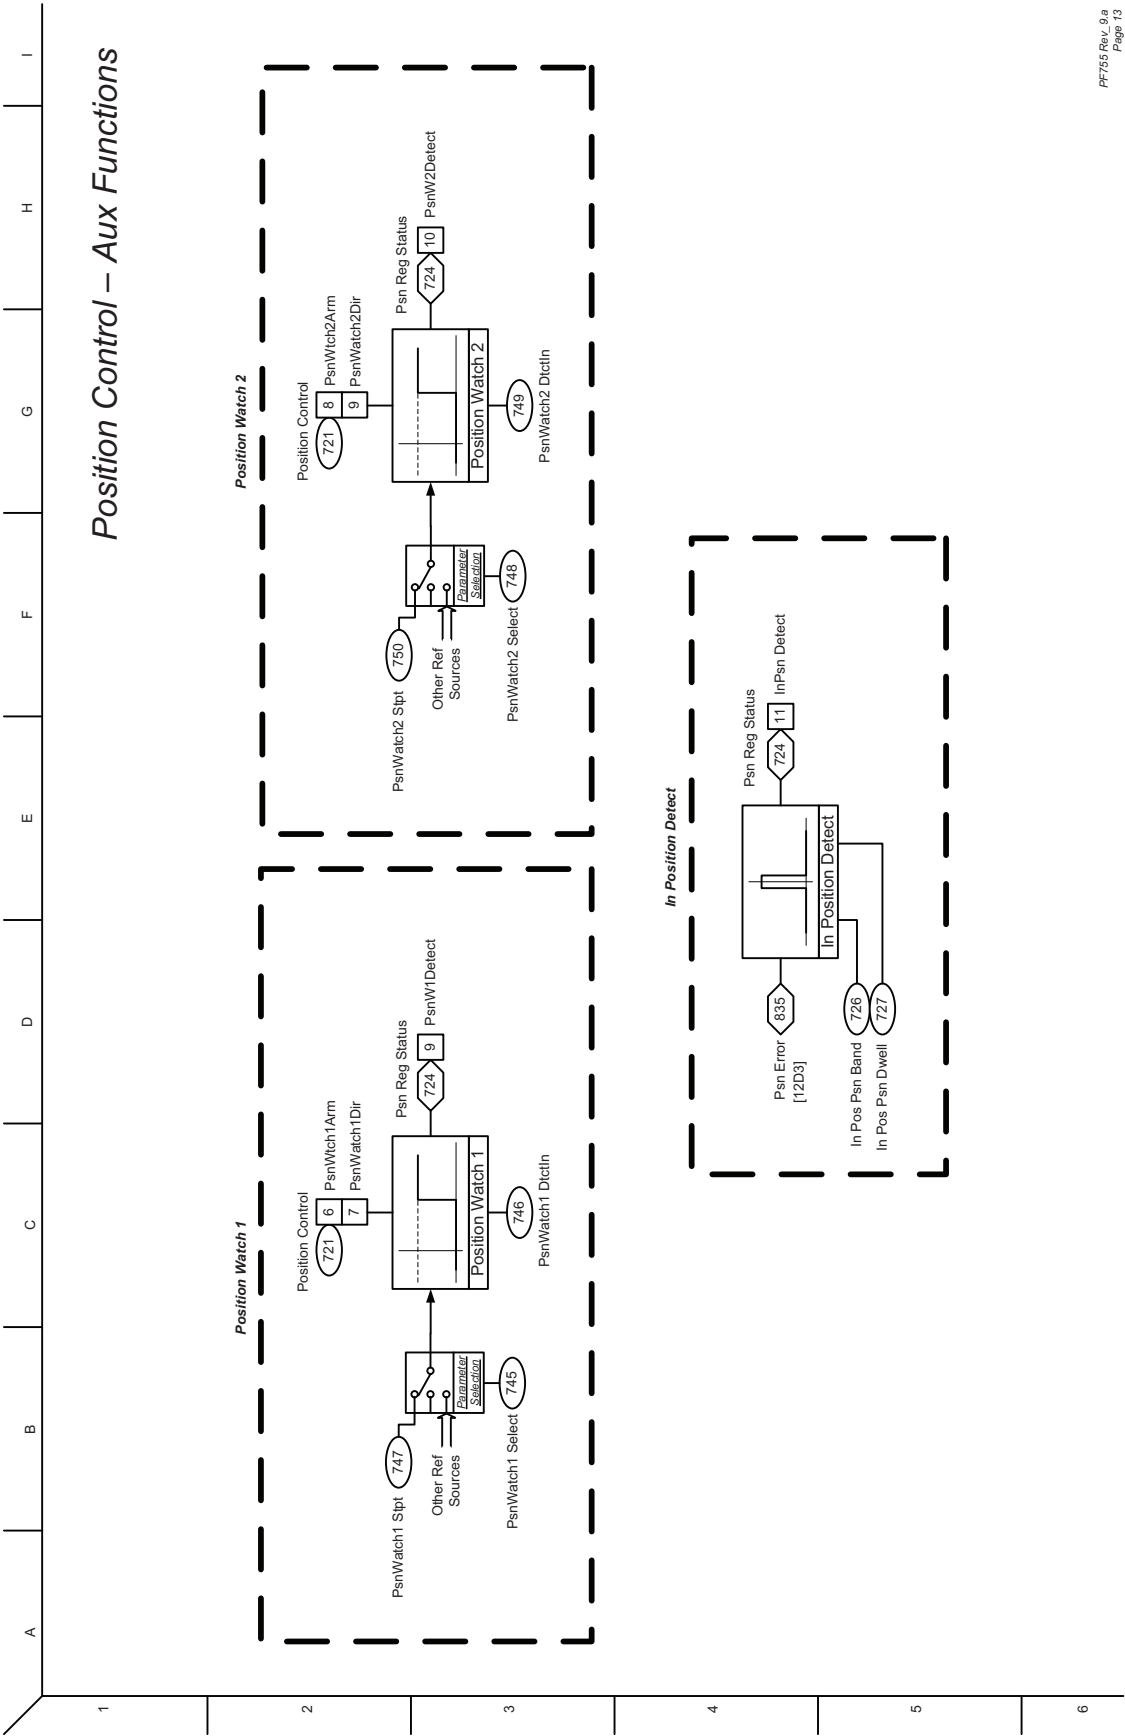 A
B
C
D
E
F
G
H
I
1
2
3
4
5
6
Position Control – Aux Functions
Position Watch 1
Position Control
721
6
PsnWtch1Arm
7
PsnWatch1Dir
PsnWatch1 Stpt
747
Other Ref
Sources
Parameter
Selection
745
PsnWatch1 Select
Position Watch 1
746
PsnWatch1 DtctIn
Psn Reg Status
724
9
PsnW1Detect
Position Watch 2
Position Control
721
8
PsnWtch2Arm
9
PsnWatch2Dir
PsnWatch2 Stpt
750
Other Ref
Sources
Parameter
Selection
748
PsnWatch2 Select
Position Watch 2
749
PsnWatch2 DtctIn
Psn Reg Status
724
10
PsnW2Detect
In Position Detect
Psn Error
[12D3]
835
In Position Detect
In Pos Psn Band
726
In Pos Psn Dwell
727
Psn Reg Status
724
11
InPsn Detect
PF755 Rev_9.a
Page 13